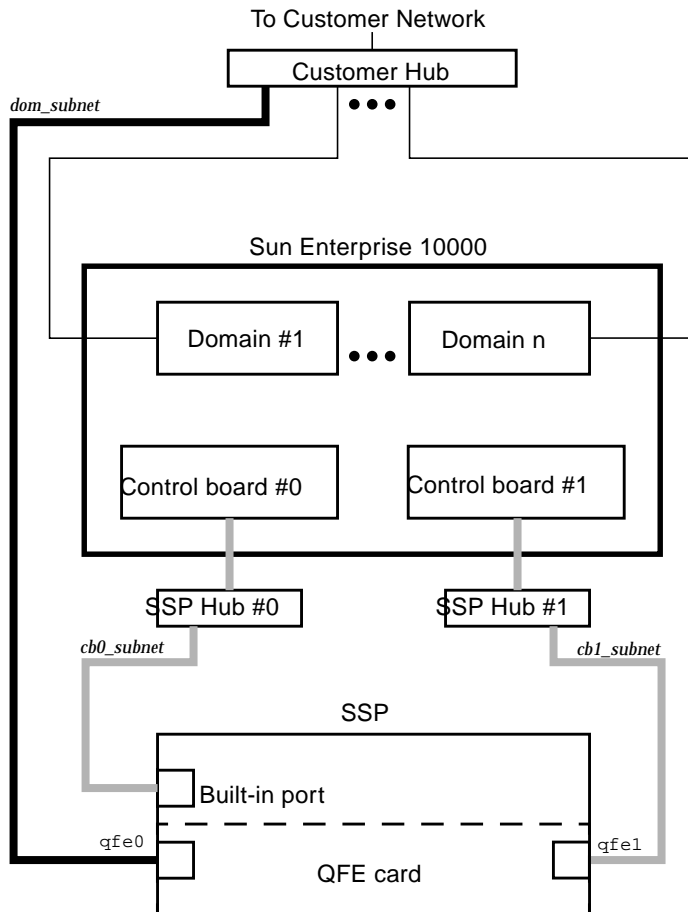 To Customer Network
Customer Hub
dom_subnet
Sun Enterprise 10000
Domain #1
Domain n
Control board #0
Control board #1
SSP Hub #0
SSP Hub #1
cb0_subnet
cb1_subnet
SSP
Built-in port
qfe0
qfe1
QFE card